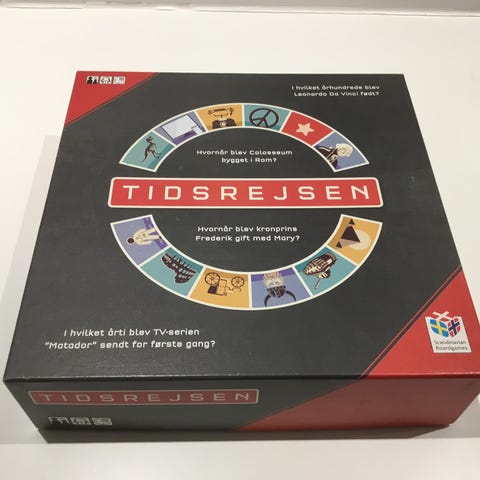 I hvilket århundrede blev
Leonardo Da Vinci født?
Hvornår blev Colosseum
bygget i Rom?
TIDSREJSEN
Hvornår blev kronprins
Frederik gift med Mary?
I hvilket årti blev TV-serien
"Matador" sendt for første gang?
Scandinavian
Boardgames
TIDSREJSEN